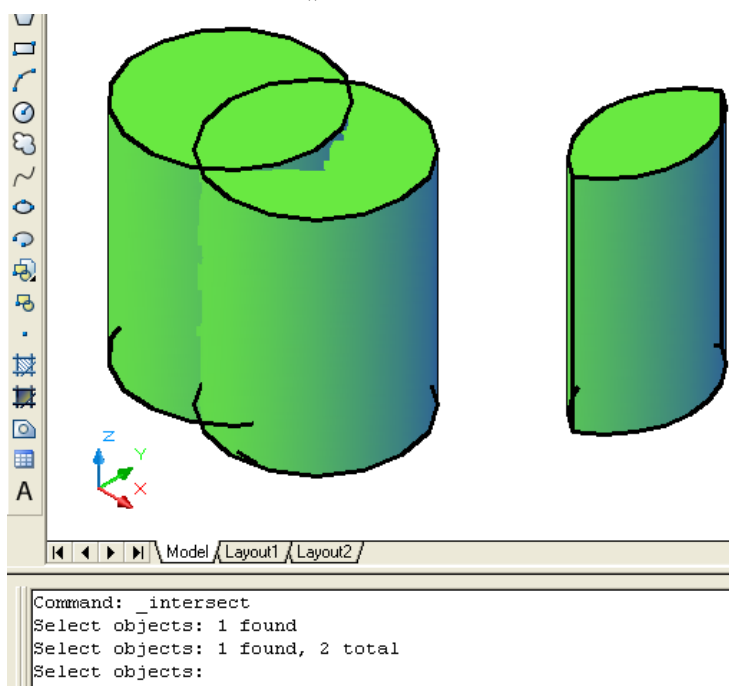 A
Z
Y
X
Model Layout1 Layout2
Command: _intersect
Select objects: 1 found
Select objects: 1 found, 2 total
Select objects: